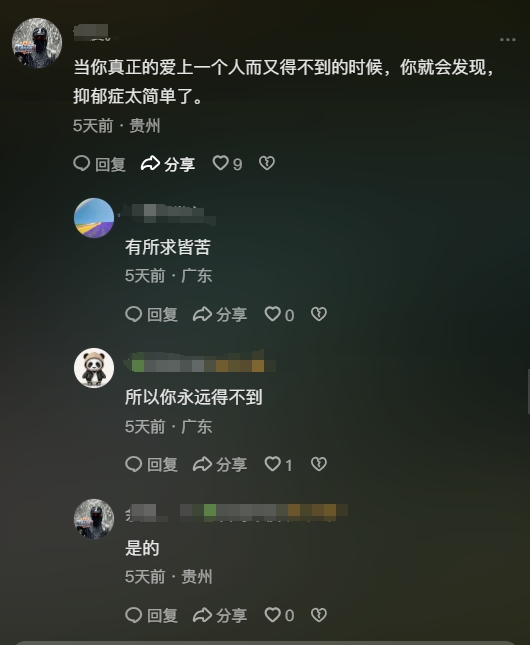 当你真正的爱上一个人而又得不到的时候，你就会发现，
抑郁症太简单了。
5天前 · 贵州
回复 分享 9
有所求皆苦
5天前 · 广东
回复 分享 0
所以你永远得不到
5天前 · 广东
回复 分享 1
是的
5天前 · 贵州
回复 分享 0